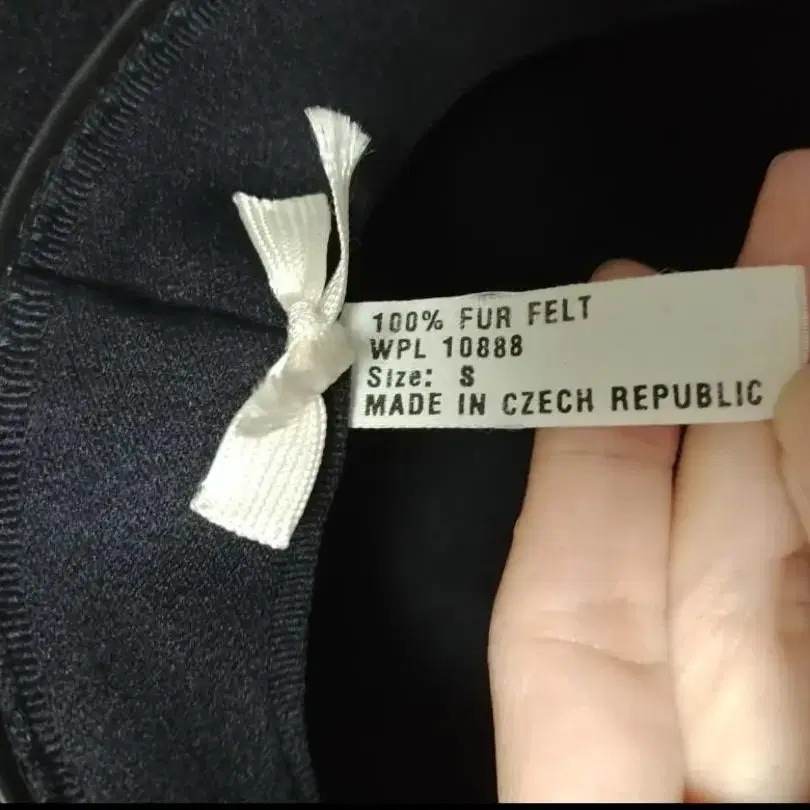 100% FUR FELT
WPL 10888
Size: S
MADE IN CZECH REPUBLIC